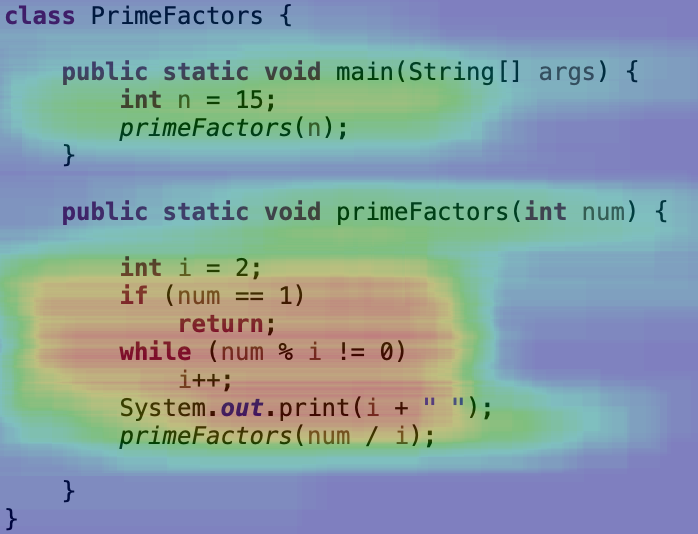 class PrimeFactors {
public static void main(String[] args) {
int n = 15;
primeFactors(n);
}
public static void primeFactors(int num) {
int i = 2;
if (num == 1)
return;
while (num % i != 0)
i++;
System.out.print(i + " ");
primeFactors(num / i);
}
}